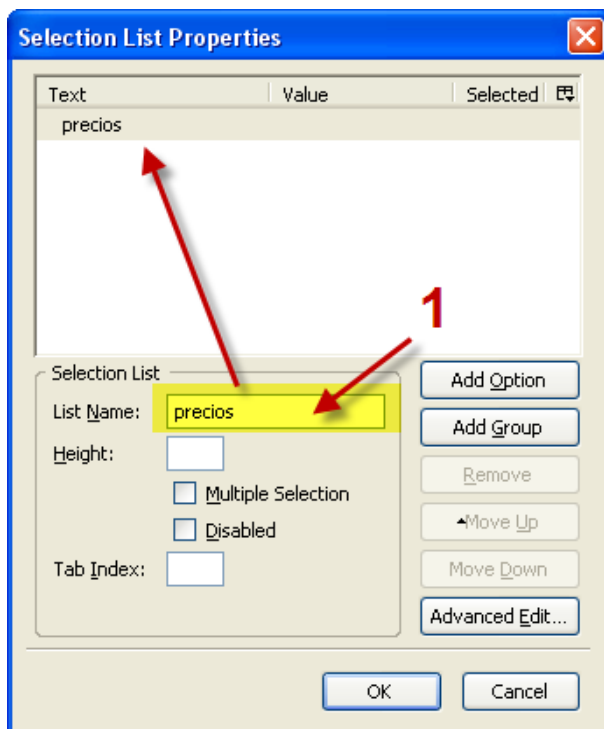 Selection List Properties
Text Value Selected
precios
1
Selection List
List Name: precios
Height:
Multiple Selection
Disabled
Tab Index:
Add Option
Add Group
Remove
Move Up
Move Down
Advanced Edit...
OK Cancel